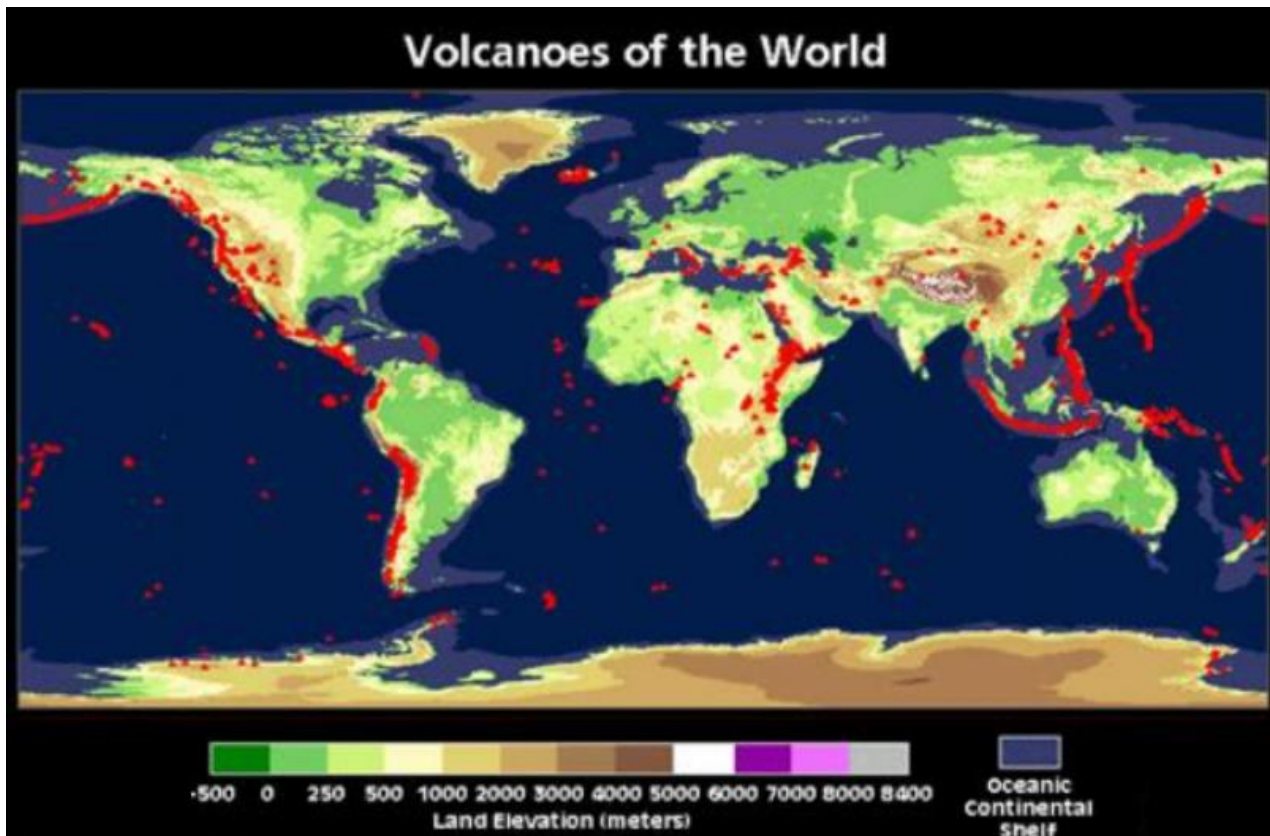 Volcanoes of the World
-500 0 250 500 1000 2000 3000 4000 5000 6000 7000 8000 8400
Land Elevation (meters)
Oceanic
Continental
Shelf